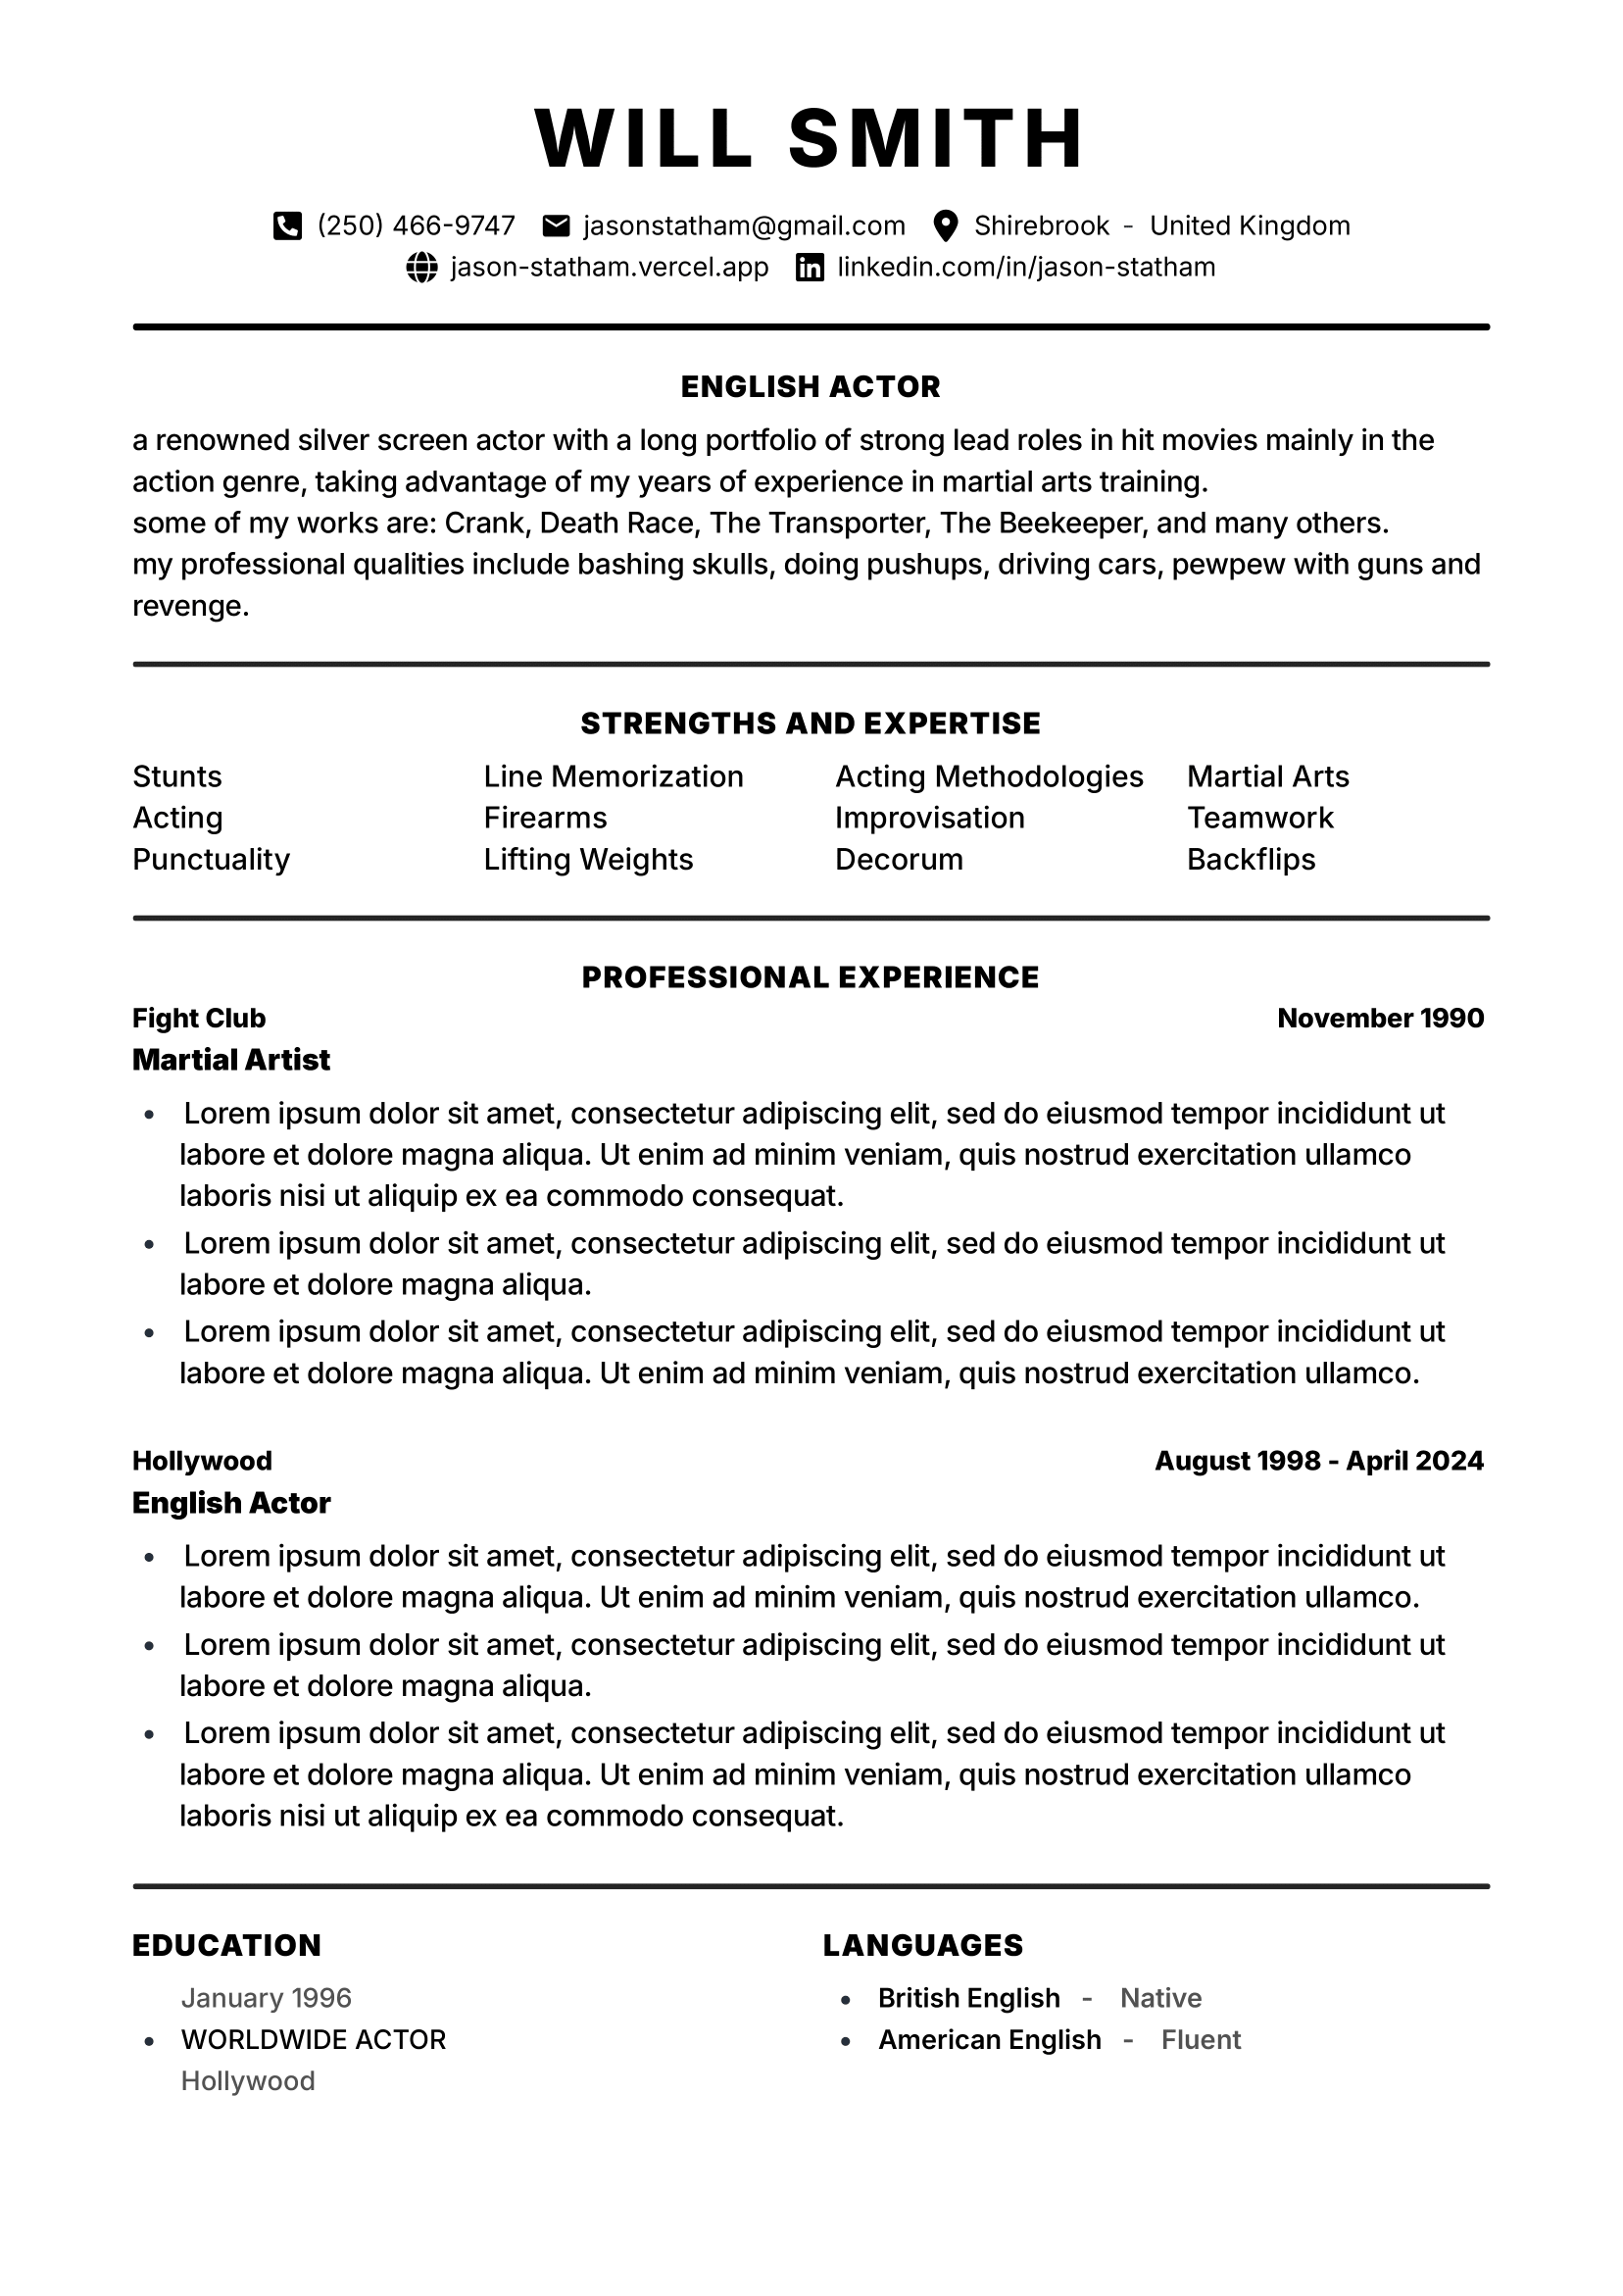 WILL SMITH
(250) 466-9747 jasonstatham@gmail.com Shirebrook - United Kingdom
jason-statham.vercel.app linkedin.com/in/jason-statham
ENGLISH ACTOR
a renowned silver screen actor with a long portfolio of strong lead roles in hit movies mainly in the
action genre, taking advantage of my years of experience in martial arts training.
some of my works are: Crank, Death Race, The Transporter, The Beekeeper, and many others.
my professional qualities include bashing skulls, doing pushups, driving cars, pewpew with guns and
revenge.
STRENGTHS AND EXPERTISE
Stunts Line Memorization Acting Methodologies Martial Arts
Acting Firearms Improvisation Teamwork
Punctuality Lifting Weights Decorum Backflips
PROFESSIONAL EXPERIENCE
Fight Club November 1990
Martial Artist
• Lorem ipsum dolor sit amet, consectetur adipiscing elit, sed do eiusmod tempor incididunt ut
labore et dolore magna aliqua. Ut enim ad minim veniam, quis nostrud exercitation ullamco
laboris nisi ut aliquip ex ea commodo consequat.
• Lorem ipsum dolor sit amet, consectetur adipiscing elit, sed do eiusmod tempor incididunt ut
labore et dolore magna aliqua.
• Lorem ipsum dolor sit amet, consectetur adipiscing elit, sed do eiusmod tempor incididunt ut
labore et dolore magna aliqua. Ut enim ad minim veniam, quis nostrud exercitation ullamco.
Hollywood August 1998 - April 2024
English Actor
• Lorem ipsum dolor sit amet, consectetur adipiscing elit, sed do eiusmod tempor incididunt ut
labore et dolore magna aliqua. Ut enim ad minim veniam, quis nostrud exercitation ullamco.
• Lorem ipsum dolor sit amet, consectetur adipiscing elit, sed do eiusmod tempor incididunt ut
labore et dolore magna aliqua.
• Lorem ipsum dolor sit amet, consectetur adipiscing elit, sed do eiusmod tempor incididunt ut
labore et dolore magna aliqua. Ut enim ad minim veniam, quis nostrud exercitation ullamco
laboris nisi ut aliquip ex ea commodo consequat.
EDUCATION
January 1996
• WORLDWIDE ACTOR
Hollywood
LANGUAGES
• British English - Native
• American English - Fluent